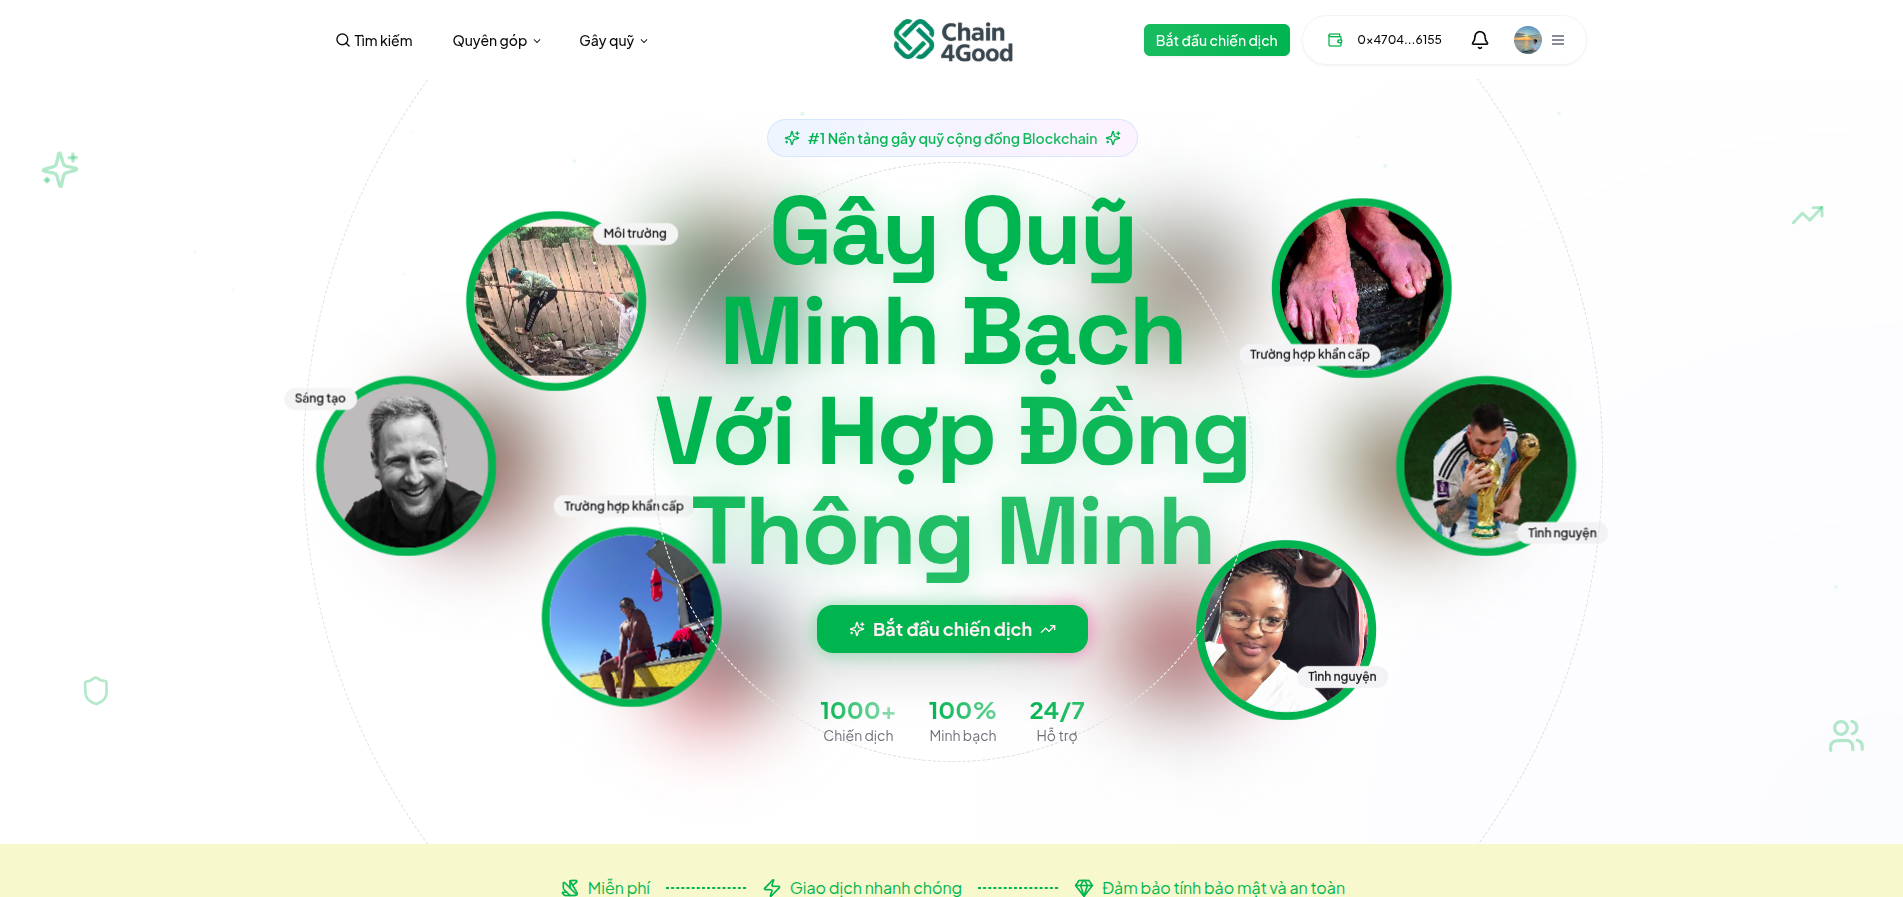 Tìm kiếm
Quyên góp
Gây quỹ
Chain
4Good
Bắt đầu chiến dịch
0x4704...6155
#1 Nền tảng gây quỹ cộng đồng Blockchain
Gây Quỹ
Minh Bạch
Với Hợp Đồng
Thông Minh
Môi trường
Sáng tạo
Trường hợp khẩn cấp
Trường hợp khẩn cấp
Tình nguyện
Tình nguyện
Bắt đầu chiến dịch
1000+
Chiến dịch
100%
Minh bạch
24/7
Hỗ trợ
Miễn phí
Giao dịch nhanh chóng
Đảm bảo tính bảo mật và an toàn